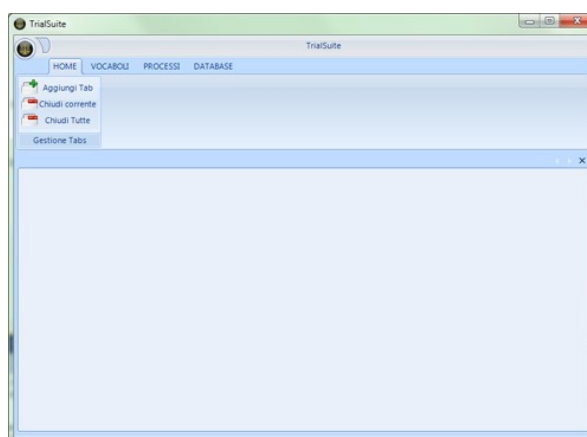 TrialSuite
TrialSuite
HOME VOCABOLI PROCESSI DATABASE
Aggiungi Tab
Chiudi corrente
Chiudi Tutte
Gestione Tabs